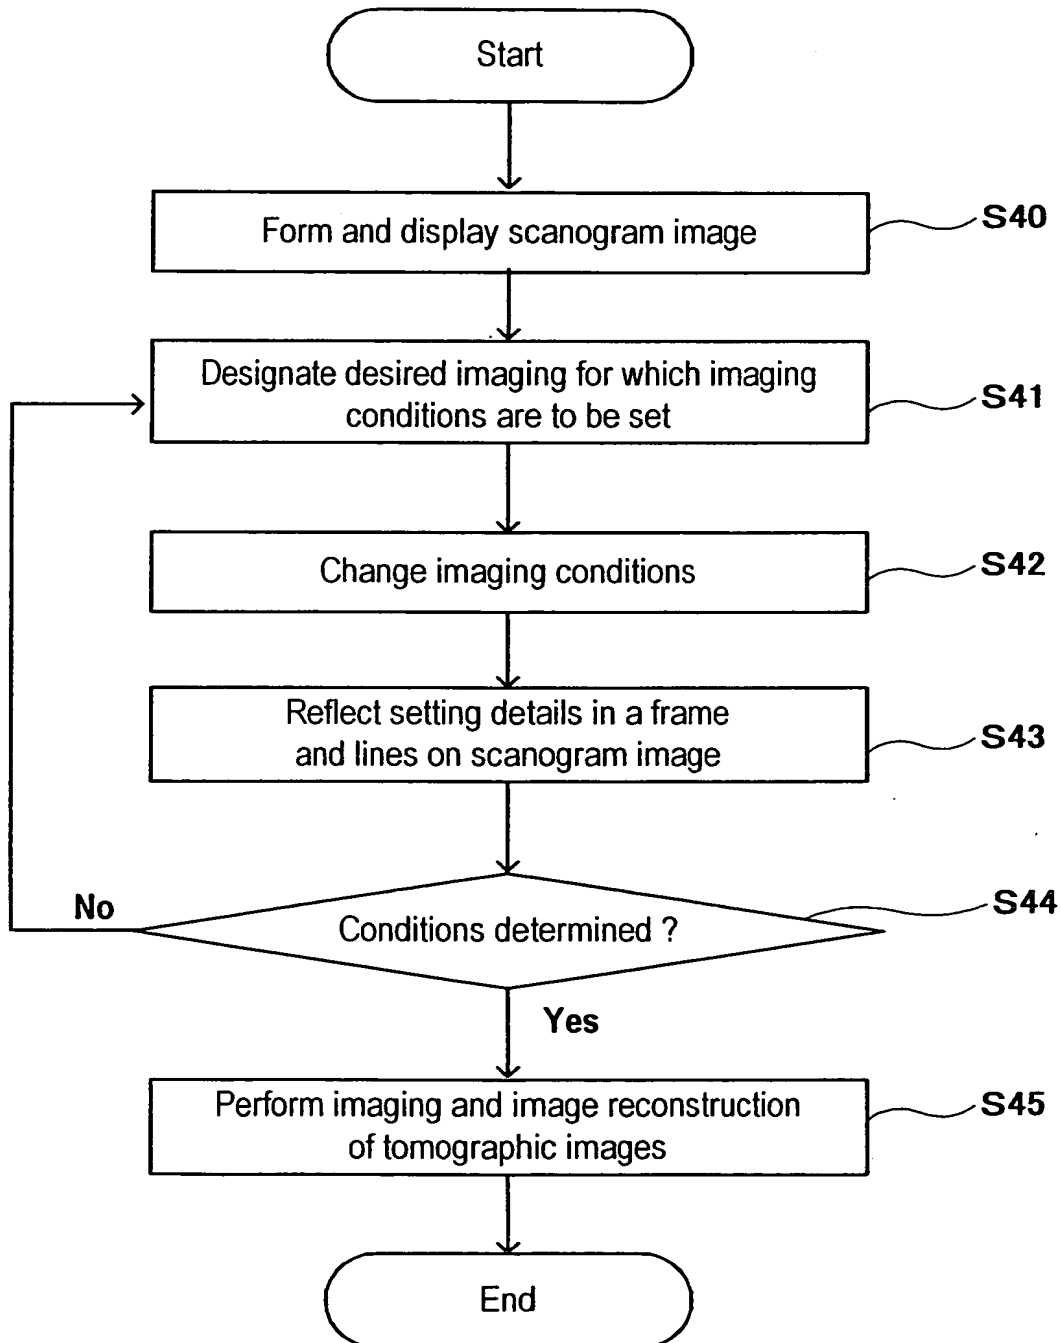 Start
Form and display scanogram image
S40
Designate desired imaging for which imaging
conditions are to be set
S41
Change imaging conditions
S42
Reflect setting details in a frame
and lines on scanogram image
S43
Conditions determined ?
S44
No
Yes
Perform imaging and image reconstruction
of tomographic images
S45
End